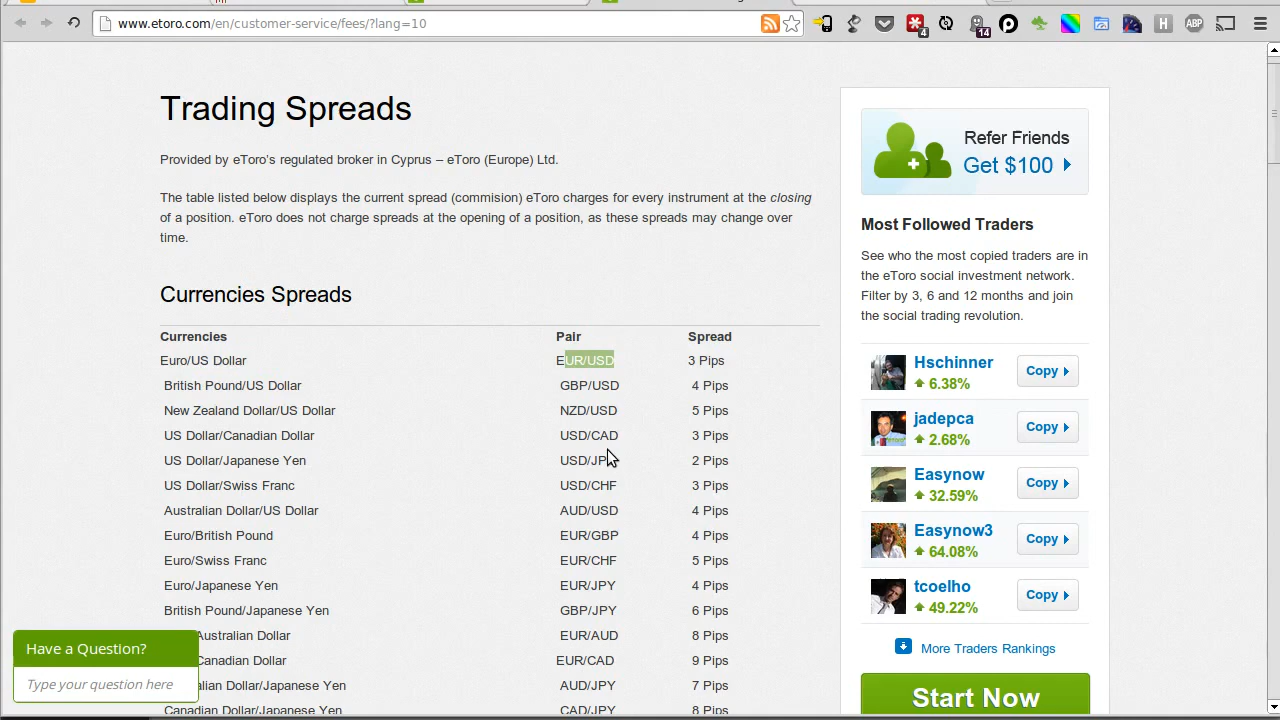 www.etoro.com/en/customer-service/fees/?lang=10
4
14
H
ABP
Trading Spreads
Provided by eToro's regulated broker in Cyprus – eToro (Europe) Ltd.
The table listed below displays the current spread (commision) eToro charges for every instrument at the closing
of a position. eToro does not charge spreads at the opening of a position, as these spreads may change over
time.
Currencies Spreads
Currencies Pair Spread
Euro/US Dollar EUR/USD 3 Pips
British Pound/US Dollar GBP/USD 4 Pips
New Zealand Dollar/US Dollar NZD/USD 5 Pips
US Dollar/Canadian Dollar USD/CAD 3 Pips
US Dollar/Japanese Yen USD/JP 2 Pips
US Dollar/Swiss Franc USD/CHF 3 Pips
Australian Dollar/US Dollar AUD/USD 4 Pips
Euro/British Pound EUR/GBP 4 Pips
Euro/Swiss Franc EUR/CHF 5 Pips
Euro/Japanese Yen EUR/JPY 4 Pips
British Pound/Japanese Yen GBP/JPY 6 Pips
Australian Dollar EUR/AUD 8 Pips
Canadian Dollar EUR/CAD 9 Pips
alian Dollar/Japanese Yen AUD/JPY 7 Pips
Canadian Dollar/Japanese Yen CAD/JPY 8 Pips
Have a Question?
Type your question here
Refer Friends
Get $100
Most Followed Traders
See who the most copied traders are in
the eToro social investment network.
Filter by 3, 6 and 12 months and join
the social trading revolution.
Hschinner
6.38%
Copy
jadepca
2.68%
Copy
Easynow
32.59%
Copy
Easynow3
64.08%
Copy
tcoelho
49.22%
Copy
More Traders Rankings
Start Now